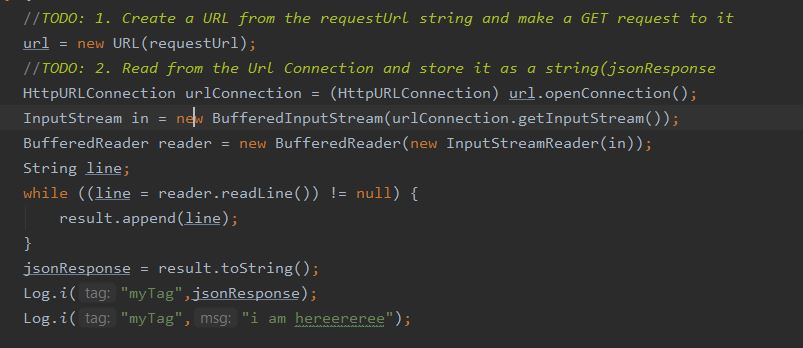 //TODO: 1. Create a URL from the requestUrl string and make a GET request to it
url = new URL(requestUrl);
//TODO: 2. Read from the Url Connection and store it as a string(jsonResponse
HttpURLConnection urlConnection = (HttpURLConnection) url.openConnection();
InputStream in = new BufferedInputStream(urlConnection.getInputStream());
BufferedReader reader = new BufferedReader(new InputStreamReader(in));
String line;
while ((line = reader.readLine()) != null) {
    result.append(line);
}
jsonResponse = result.toString();
Log.i( tag: "myTag",jsonResponse);
Log.i( tag: "myTag", msg: "i am hereereree");